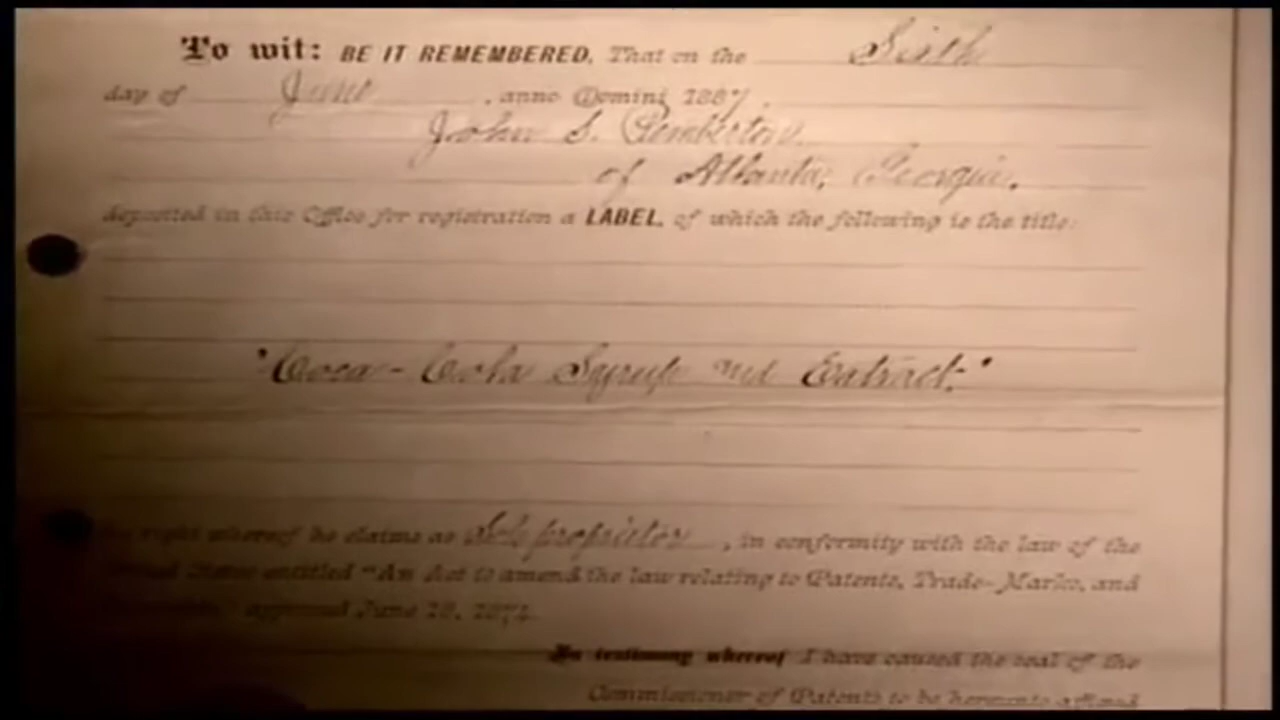 To wit: BE IT REMEMBERED, That on the Sixth
day of June, anno Domini 1887,
John S. Pemberton,
of Atlanta, Georgia,
deposited in this Office for registration a LABEL, of which the following is the title:
"Coca-Cola Syrup and Extract."
right whereof he claims as Sole proprietor, in conformity with the law of the
United States entitled "An Act to amend the law relating to Patents, Trade-Marks, and
approved June 18, 1874.
In testimony whereof I have caused the seal of the
Commissioner of Patents to be hereunto affixed